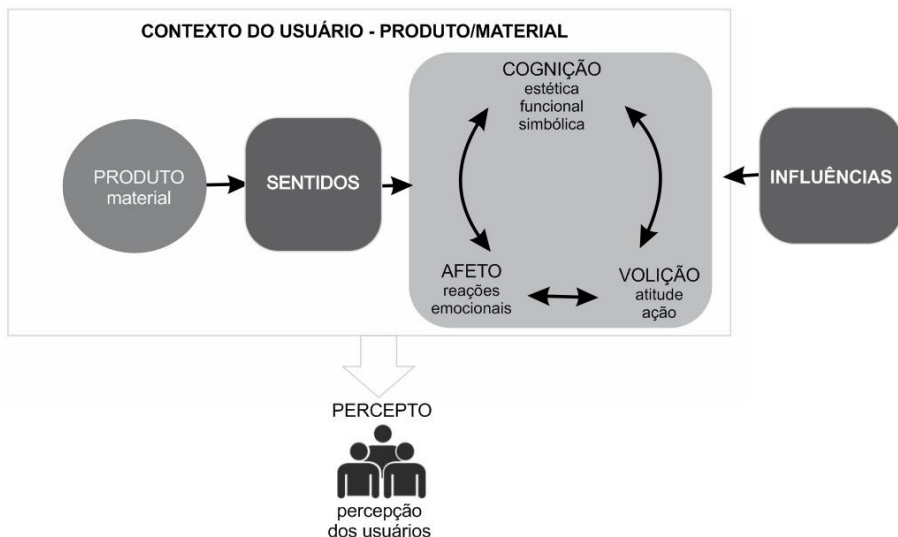 CONTEXTO DO USUÁRIO - PRODUTO/MATERIAL
PRODUTO
material
SENTIDOS
COGNIÇÃO
estética
funcional
simbólica
AFETO
reações
emocionais
VOLIÇÃO
atitude
ação
INFLUÊNCIAS
PERCEPTO
percepção
dos usuários